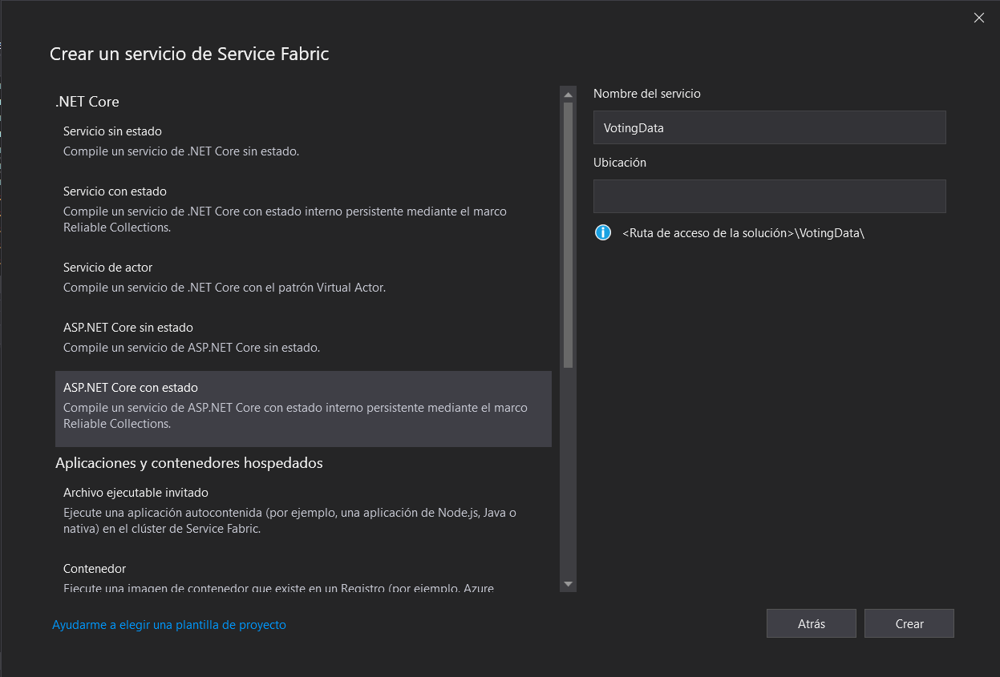 Crear un servicio de Service Fabric
.NET Core
Servicio sin estado
Compile un servicio de .NET Core sin estado.
Servicio con estado
Compile un servicio de .NET Core con estado interno persistente mediante el marco
Reliable Collections.
Servicio de actor
Compile un servicio de .NET Core con el patrón Virtual Actor.
ASP.NET Core sin estado
Compile un servicio de ASP.NET Core sin estado.
ASP.NET Core con estado
Compile un servicio de ASP.NET Core con estado interno persistente mediante el marco
Reliable Collections.
Aplicaciones y contenedores hospedados
Archivo ejecutable invitado
Ejecute una aplicación autocontenida (por ejemplo, una aplicación de Node.js, Java o
nativa) en el clúster de Service Fabric.
Contenedor
Ejecute una imagen de contenedor que existe en un Registro (por ejemplo, Azure
Nombre del servicio
VotingData
Ubicación
<Ruta de acceso de la solución>\VotingData\
Ayudarme a elegir una plantilla de proyecto
Atrás
Crear